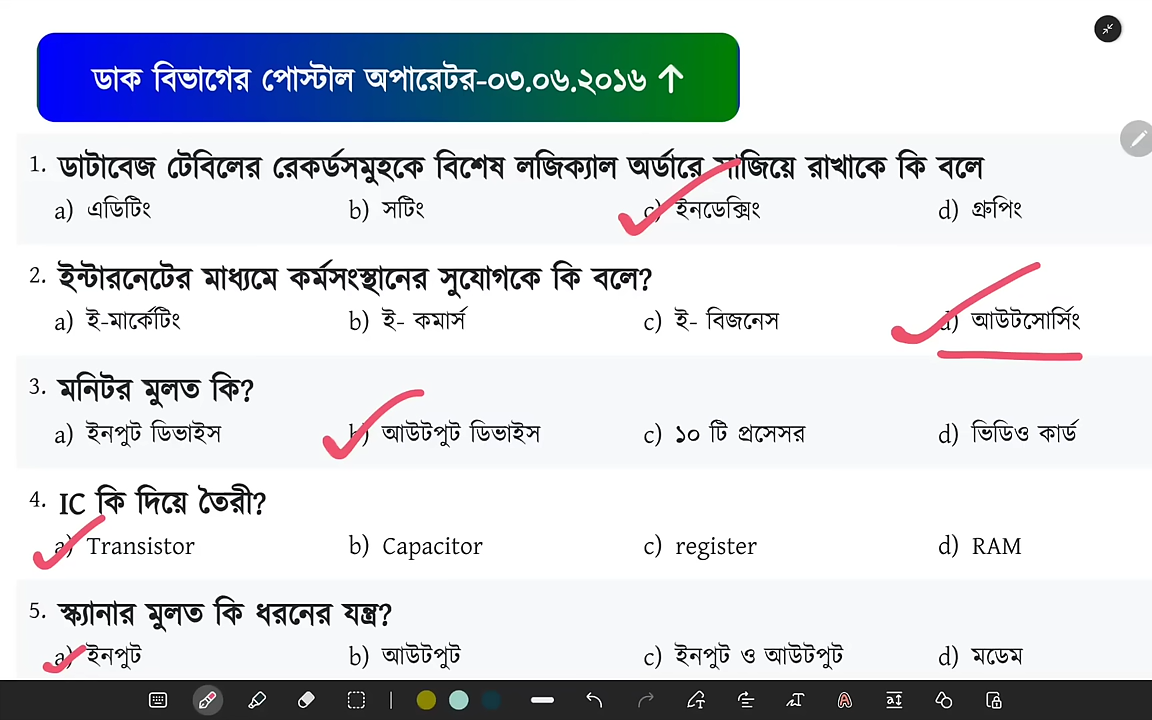 ডাক বিভাগের পোস্টাল অপারেটর-০৩.০৬.২০১৬ ↑
1. ডাটাবেজ টেবিলের রেকর্ডসমুহকে বিশেষ লজিক্যাল অর্ডারে সাজিয়ে রাখাকে কি বলে
a) এডিটিং b) সটিং c) ইনডেক্সিং d) গ্রুপিং
2. ইন্টারনেটের মাধ্যমে কর্মসংস্থানের সুযোগকে কি বলে?
a) ই-মার্কেটিং b) ই- কমার্স c) ই- বিজনেস d) আউটসোর্সিং
3. মনিটর মুলত কি?
a) ইনপুট ডিভাইস b) আউটপুট ডিভাইস c) ১০ টি প্রসেসর d) ভিডিও কার্ড
4. IC কি দিয়ে তৈরী?
a) Transistor b) Capacitor c) register d) RAM
5. স্ক্যানার মুলত কি ধরনের যন্ত্র?
a) ইনপুট b) আউটপুট c) ইনপুট ও আউটপুট d) মডেম